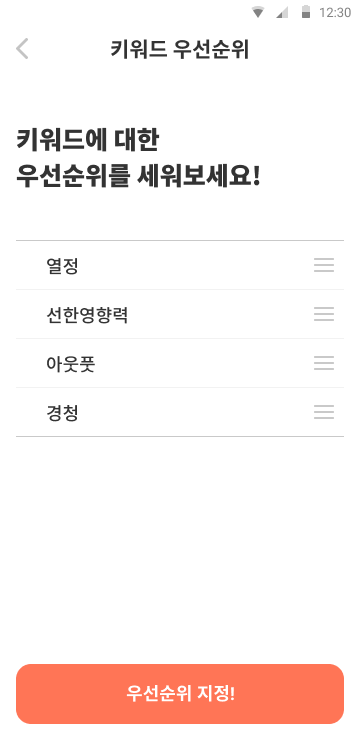 12:30
키워드 우선순위
키워드에 대한
우선순위를 세워보세요!
열정
선한영향력
아웃풋
경청
우선순위 지정!